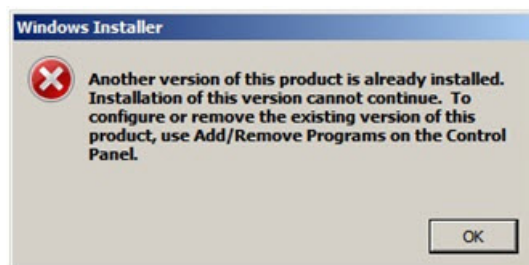 Windows Installer
Another version of this product is already installed.
Installation of this version cannot continue. To
configure or remove the existing version of this
product, use Add/Remove Programs on the Control
Panel.
OK